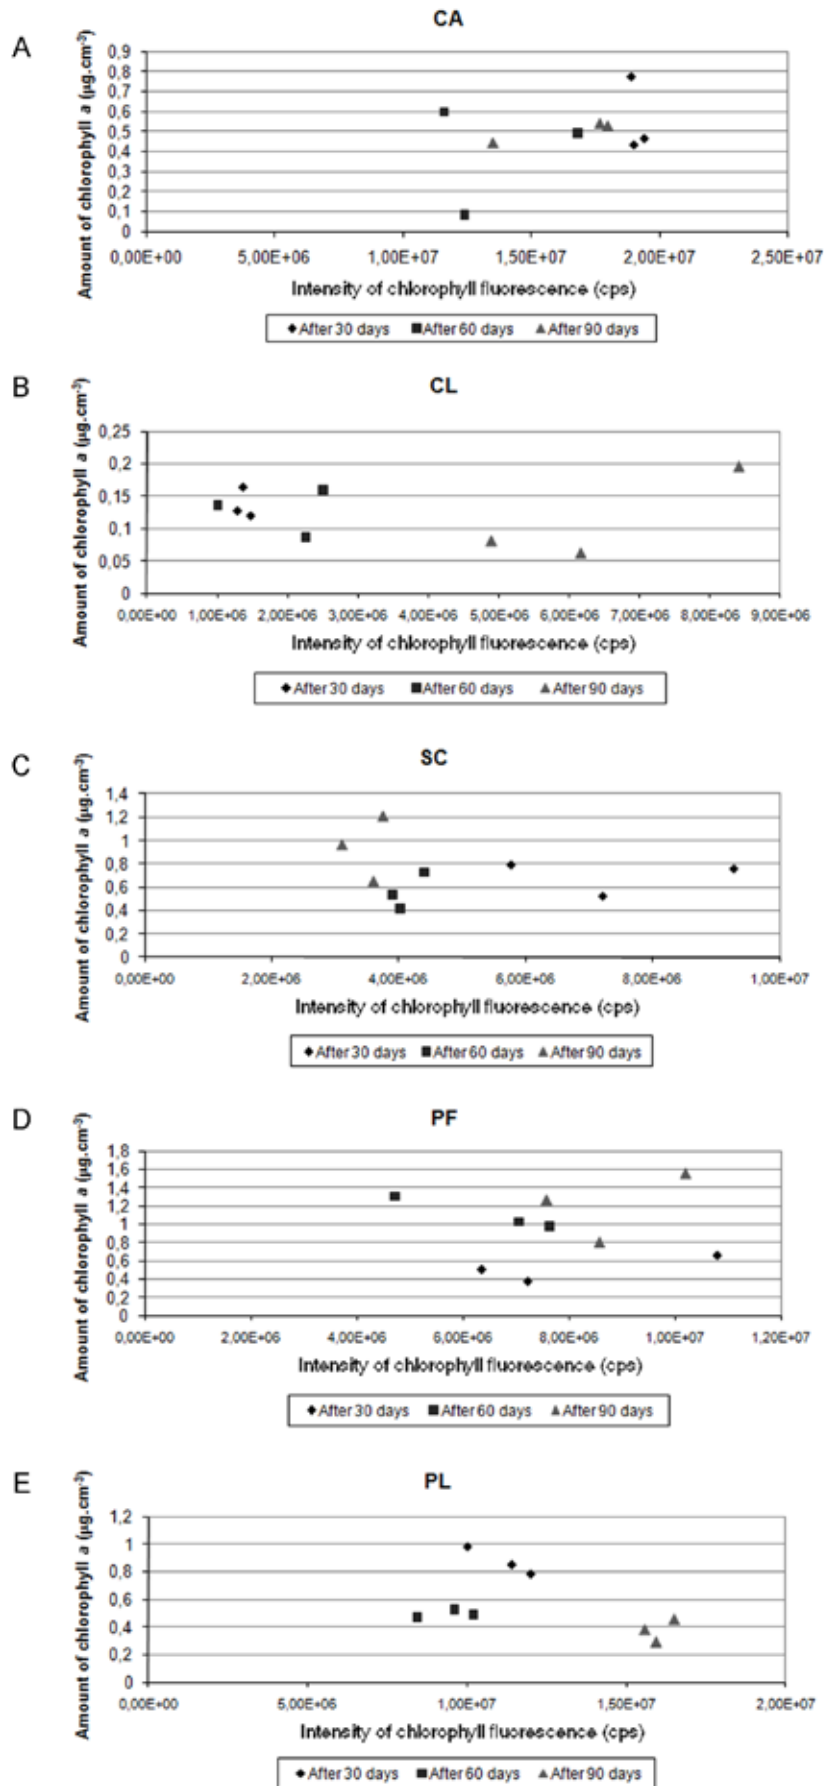 A
CA
Amount of chlorophyll a (µg.cm-3)
0,9
0,8
0,7
0,6
0,5
0,4
0,3
0,2
0,1
0
0,00E+00 5,00E+06 1,00E+07 1,50E+07 2,00E+07 2,50E+07
Intensity of chlorophyll fluorescence (cps)
After 30 days After 60 days After 90 days
B
CL
Amount of chlorophyll a (µg.cm-3)
0,25
0,2
0,15
0,1
0,05
0
0,00E+00 1,00E+06 2,00E+06 3,00E+06 4,00E+06 5,00E+06 6,00E+06 7,00E+06 8,00E+06 9,00E+06
Intensity of chlorophyll fluorescence (cps)
After 30 days After 60 days After 90 days
C
SC
Amount of chlorophyll a (µg.cm-3)
1,4
1,2
1
0,8
0,6
0,4
0,2
0
0,00E+00 2,00E+06 4,00E+06 6,00E+06 8,00E+06 1,00E+07
Intensity of chlorophyll fluorescence (cps)
After 30 days After 60 days After 90 days
D
PF
Amount of chlorophyll a (µg.cm-3)
1,8
1,6
1,4
1,2
1
0,8
0,6
0,4
0,2
0
0,00E+00 2,00E+06 4,00E+06 6,00E+06 8,00E+06 1,00E+07 1,20E+07
Intensity of chlorophyll fluorescence (cps)
After 30 days After 60 days After 90 days
E
PL
Amount of chlorophyll a (µg.cm-3)
1,2
1
0,8
0,6
0,4
0,2
0
0,00E+00 5,00E+06 1,00E+07 1,50E+07 2,00E+07
Intensity of chlorophyll fluorescence (cps)
After 30 days After 60 days After 90 days